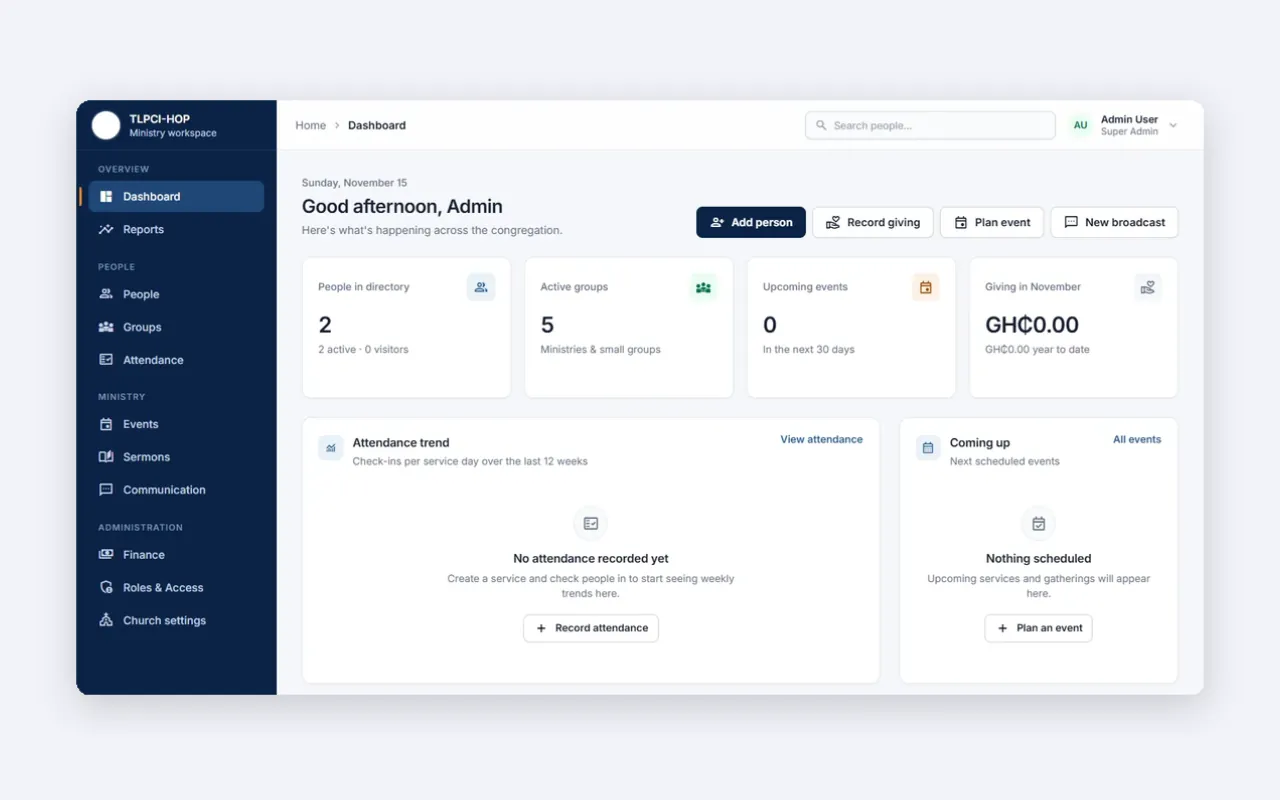 TLPCI-HOP
Ministry workspace
OVERVIEW
Dashboard
Reports
PEOPLE
People
Groups
Attendance
MINISTRY
Events
Sermons
Communication
ADMINISTRATION
Finance
Roles & Access
Church settings
Home > Dashboard
Search people...
AU
Admin User
Super Admin
Sunday, November 15
Good afternoon, Admin
Here's what's happening across the congregation.
Add person
Record giving
Plan event
New broadcast
People in directory
2
2 active · 0 visitors
Active groups
5
Ministries & small groups
Upcoming events
0
In the next 30 days
Giving in November
GH₵0.00
GH₵0.00 year to date
Attendance trend
Check-ins per service day over the last 12 weeks
View attendance
No attendance recorded yet
Create a service and check people in to start seeing weekly
trends here.
+ Record attendance
Coming up
Next scheduled events
All events
Nothing scheduled
Upcoming services and gatherings will appear
here.
+ Plan an event